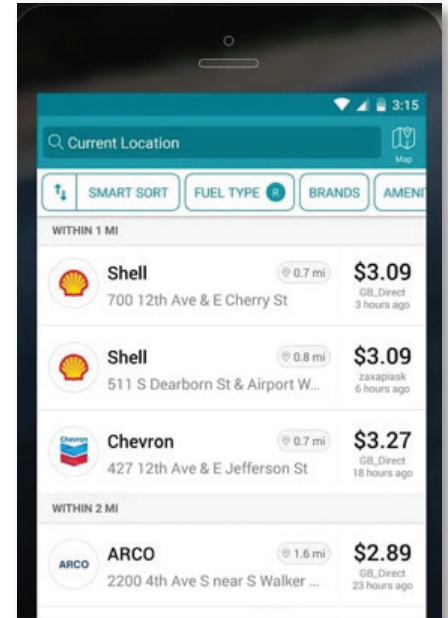 3:15
Current Location
Map
SMART SORT
FUEL TYPE R
BRANDS
AMENI
WITHIN 1 MI
Shell
0.7 mi
$3.09
700 12th Ave & E Cherry St
GB_Direct
3 hours ago
Shell
0.8 mi
$3.09
511 S Dearborn St & Airport W...
zaxapiask
6 hours ago
Chevron
Chevron
0.7 mi
$3.27
427 12th Ave & E Jefferson St
GB_Direct
18 hours ago
WITHIN 2 MI
ARCO
ARCO
1.6 mi
$2.89
2200 4th Ave S near S Walker ...
GB_Direct
23 hours ago